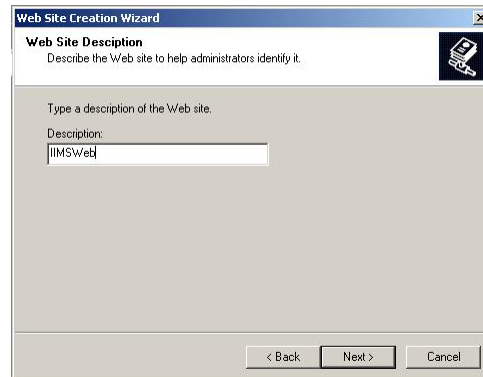 Web Site Creation Wizard
Web Site Desciption
Describe the Web site to help administrators identify it.
Type a description of the Web site.
Description:
IIMSWeb
< Back Next > Cancel